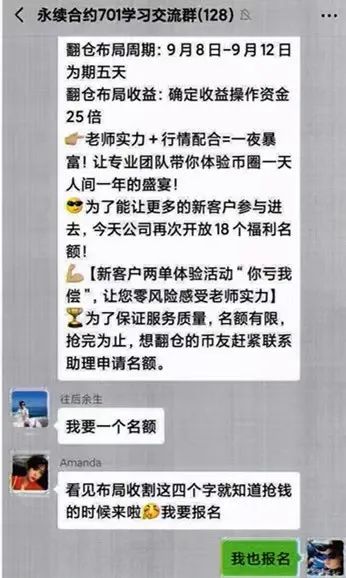 永续合约701学习交流群(128)
翻仓布局周期:9月8日-9月12日
为期五天
翻仓布局收益:确定收益操作资金
25倍
👉🏼老师实力+行情配合=一夜暴
富!让专业团队带你体验币圈一天
人间一年的盛宴!
😎为了能让更多的新客户参与进
去,今天公司再次开放18个福利名
额!
💪🏼【新客户两单体验活动“你亏我
偿”,让您零风险感受老师实力】
🏆为了保证服务质量,名额有限,
抢完为止,想翻仓的币友赶紧联系
助理申请名额。
往后余生
我要一个名额
Amanda
看见布局收割这四个字就知道抢钱
的时候来啦🥳我要报名
我也报名